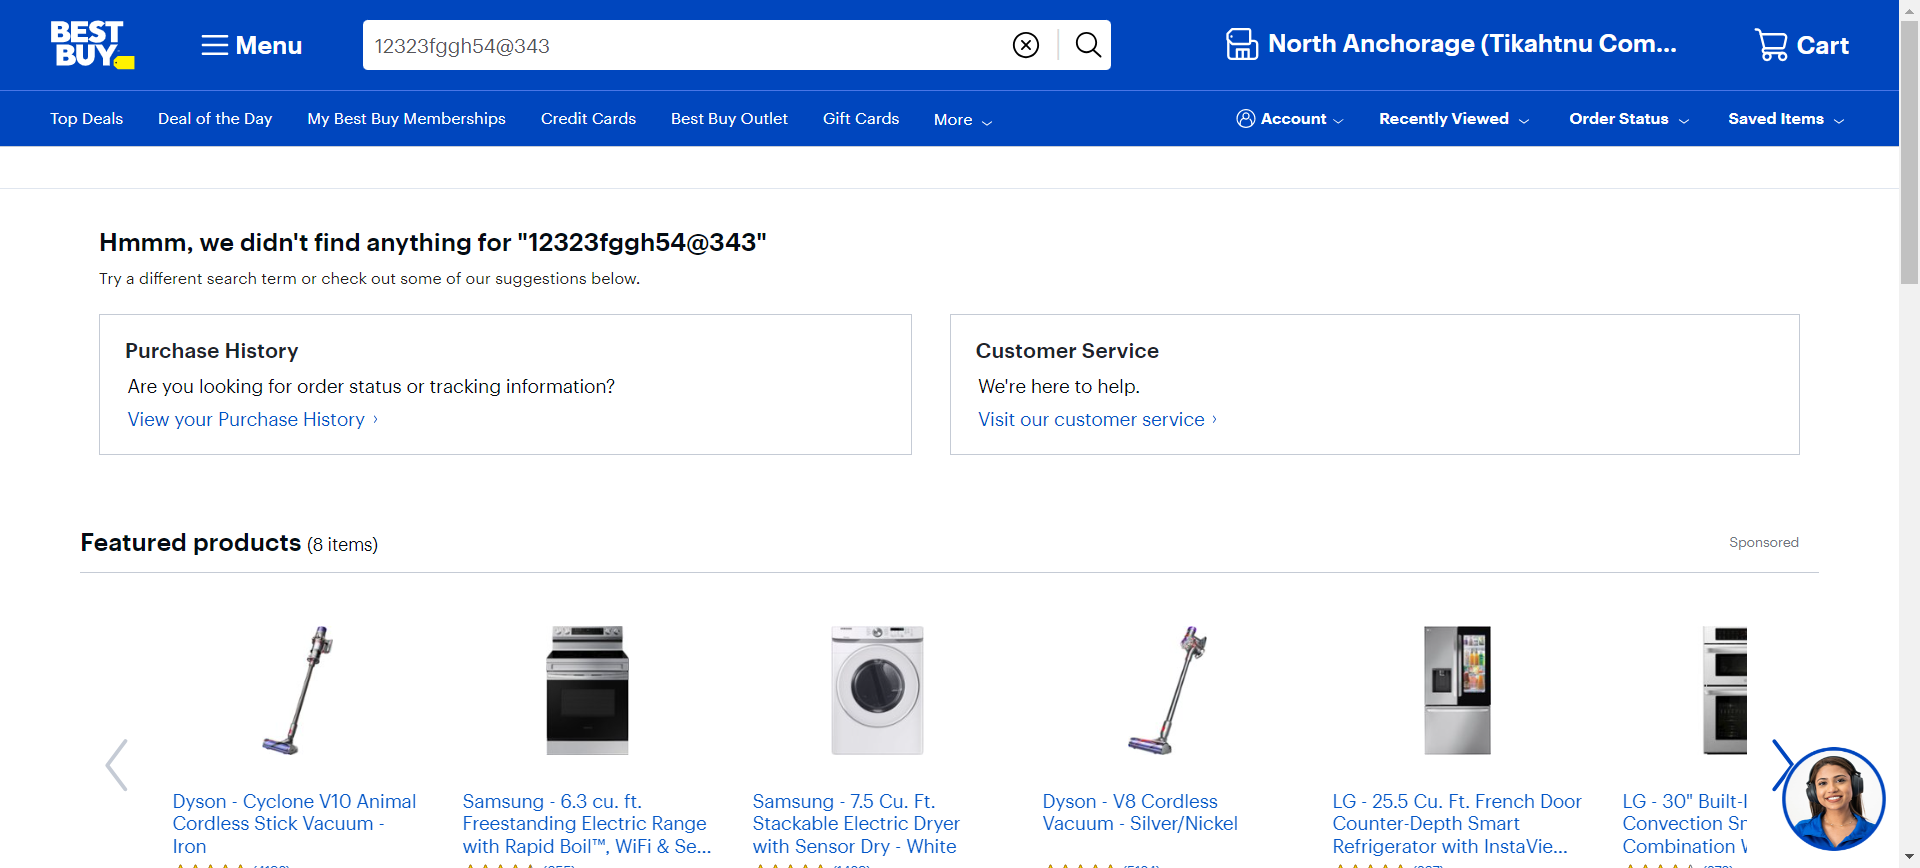 BEST BUY
Menu
12323fggh54@343
North Anchorage (Tikahtnu Com...
Cart
Top Deals
Deal of the Day
My Best Buy Memberships
Credit Cards
Best Buy Outlet
Gift Cards
More
Account
Recently Viewed
Order Status
Saved Items
Hmmm, we didn't find anything for "12323fggh54@343"
Try a different search term or check out some of our suggestions below.
Purchase History
Are you looking for order status or tracking information?
View your Purchase History
Customer Service
We're here to help.
Visit our customer service
Featured products (8 items)
Sponsored
Dyson - Cyclone V10 Animal
Cordless Stick Vacuum -
Iron
Samsung - 6.3 cu. ft.
Freestanding Electric Range
with Rapid Boil™, WiFi & Se...
Samsung - 7.5 Cu. Ft.
Stackable Electric Dryer
with Sensor Dry - White
Dyson - V8 Cordless
Vacuum - Silver/Nickel
LG - 25.5 Cu. Ft. French Door
Counter-Depth Smart
Refrigerator with InstaVie...
LG - 30" Built-I
Convection
Combination